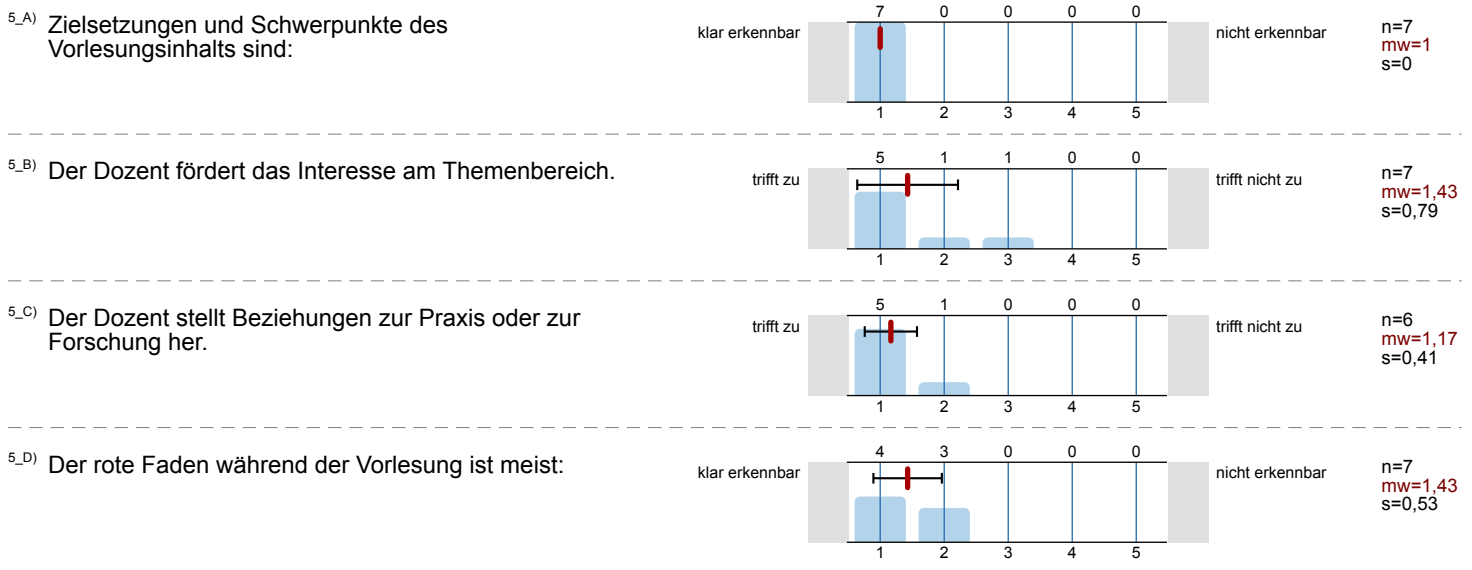 5_A) Zielsetzungen und Schwerpunkte des
Vorlesungsinhalts sind:
7 0 0 0 0
klar erkennbar
nicht erkennbar
1 2 3 4 5
n=7
mw=1
s=0
5_B) Der Dozent fördert das Interesse am Themenbereich.
5 1 1 0 0
trifft zu
trifft nicht zu
1 2 3 4 5
n=7
mw=1,43
s=0,79
5_C) Der Dozent stellt Beziehungen zur Praxis oder zur
Forschung her.
5 1 0 0 0
trifft zu
trifft nicht zu
1 2 3 4 5
n=6
mw=1,17
s=0,41
5_D) Der rote Faden während der Vorlesung ist meist:
4 3 0 0 0
klar erkennbar
nicht erkennbar
1 2 3 4 5
n=7
mw=1,43
s=0,53